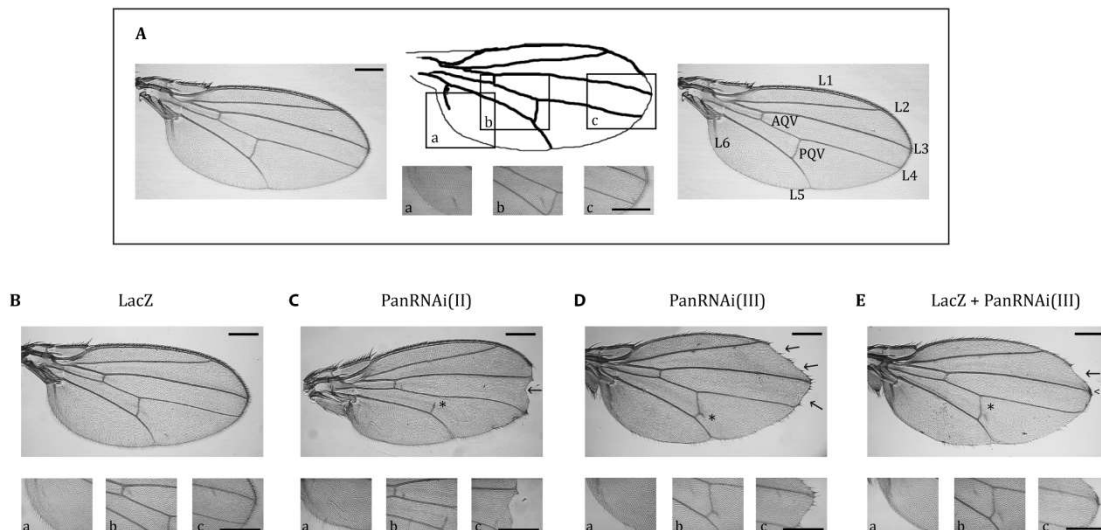 A
L1
L2
AQV
a
b
c
L6
L3
PQV
L4
a
b
c
L5
B
LacZ
C
PanRNAi(II)
D
PanRNAi(III)
E
LacZ + PanRNAi(III)
*
*
*
a
b
c
a
b
c
a
b
c
a
b
c